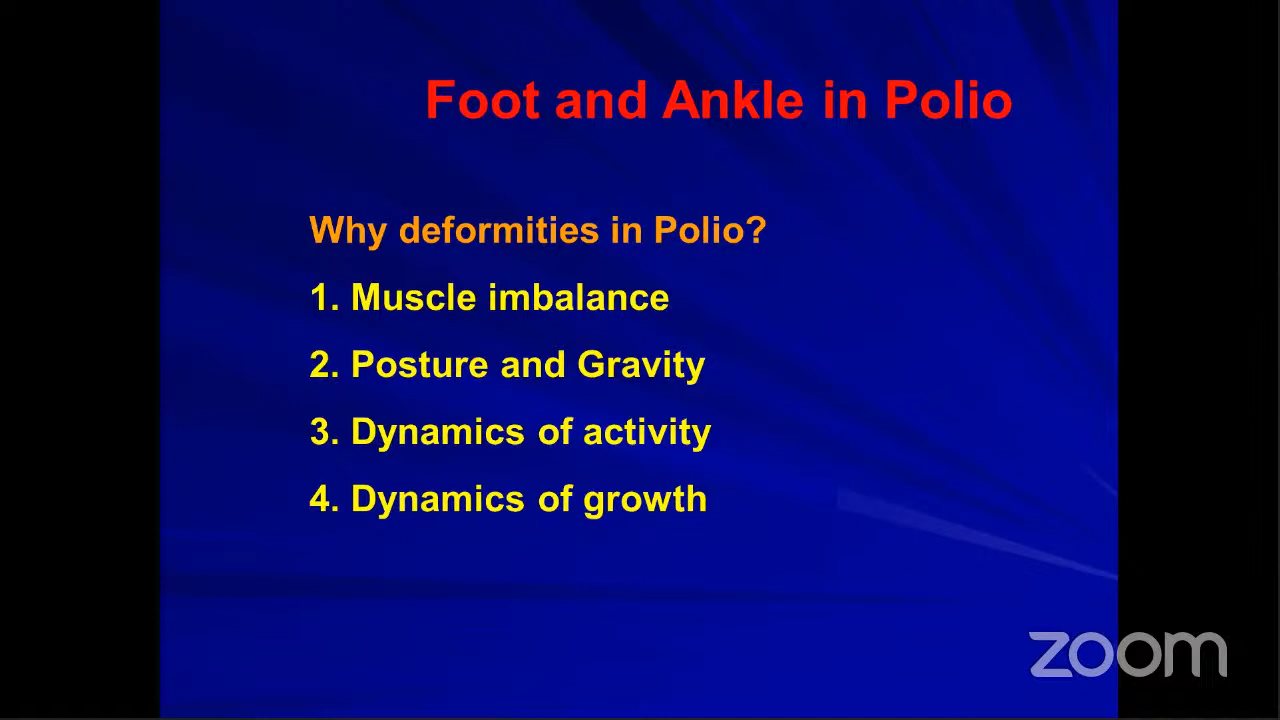 Foot and Ankle in Polio
Why deformities in Polio?
1. Muscle imbalance
2. Posture and Gravity
3. Dynamics of activity
4. Dynamics of growth
zoom